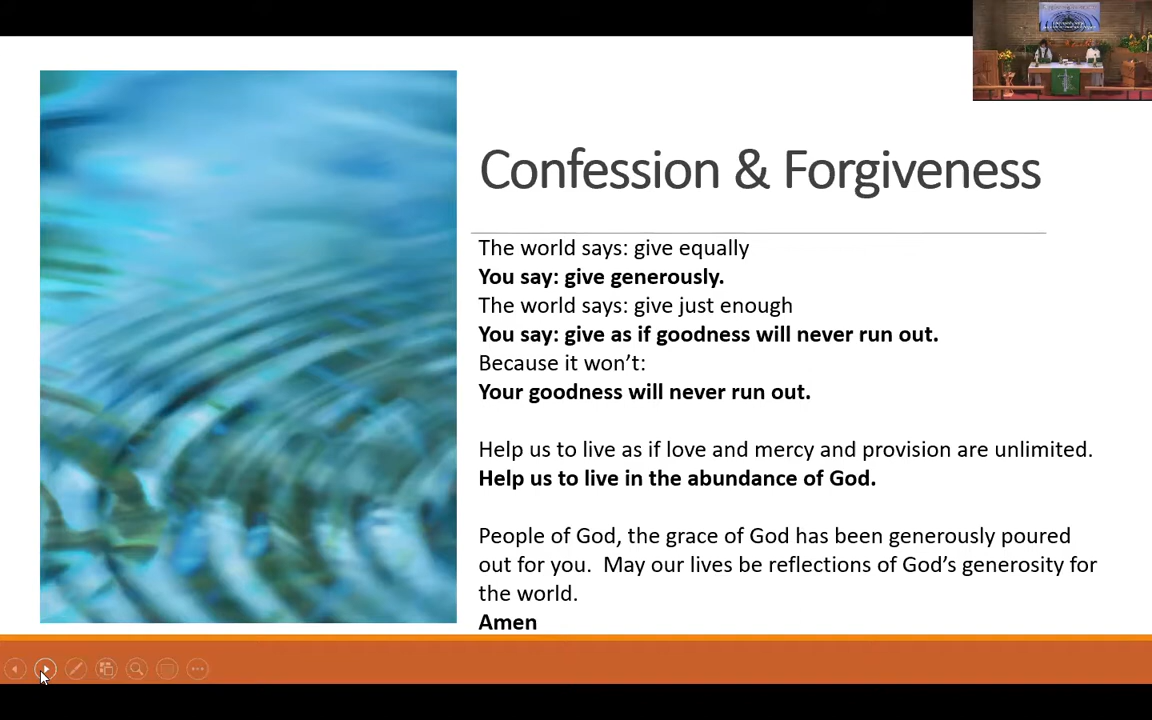 Confession & Forgiveness
The world says: give equally
You say: give generously.
The world says: give just enough
You say: give as if goodness will never run out.
Because it won’t:
Your goodness will never run out.
Help us to live as if love and mercy and provision are unlimited.
Help us to live in the abundance of God.
People of God, the grace of God has been generously poured
out for you.  May our lives be reflections of God’s generosity for
the world.
Amen